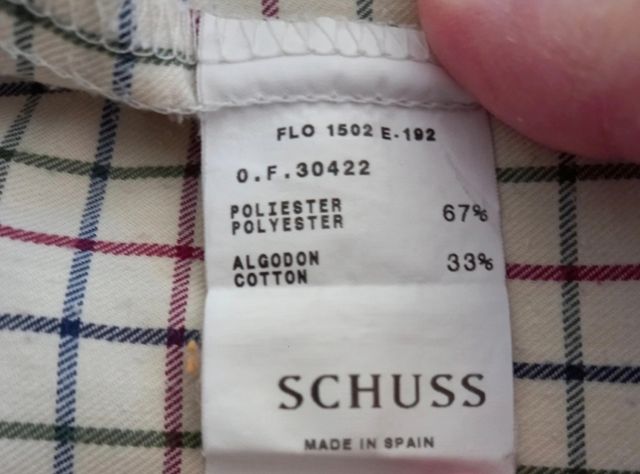 FLO 1502 E-192
O.F.30422
POLIESTER
POLYESTER 67%
ALGODON
COTTON 33%
SCHUSS
MADE IN SPAIN